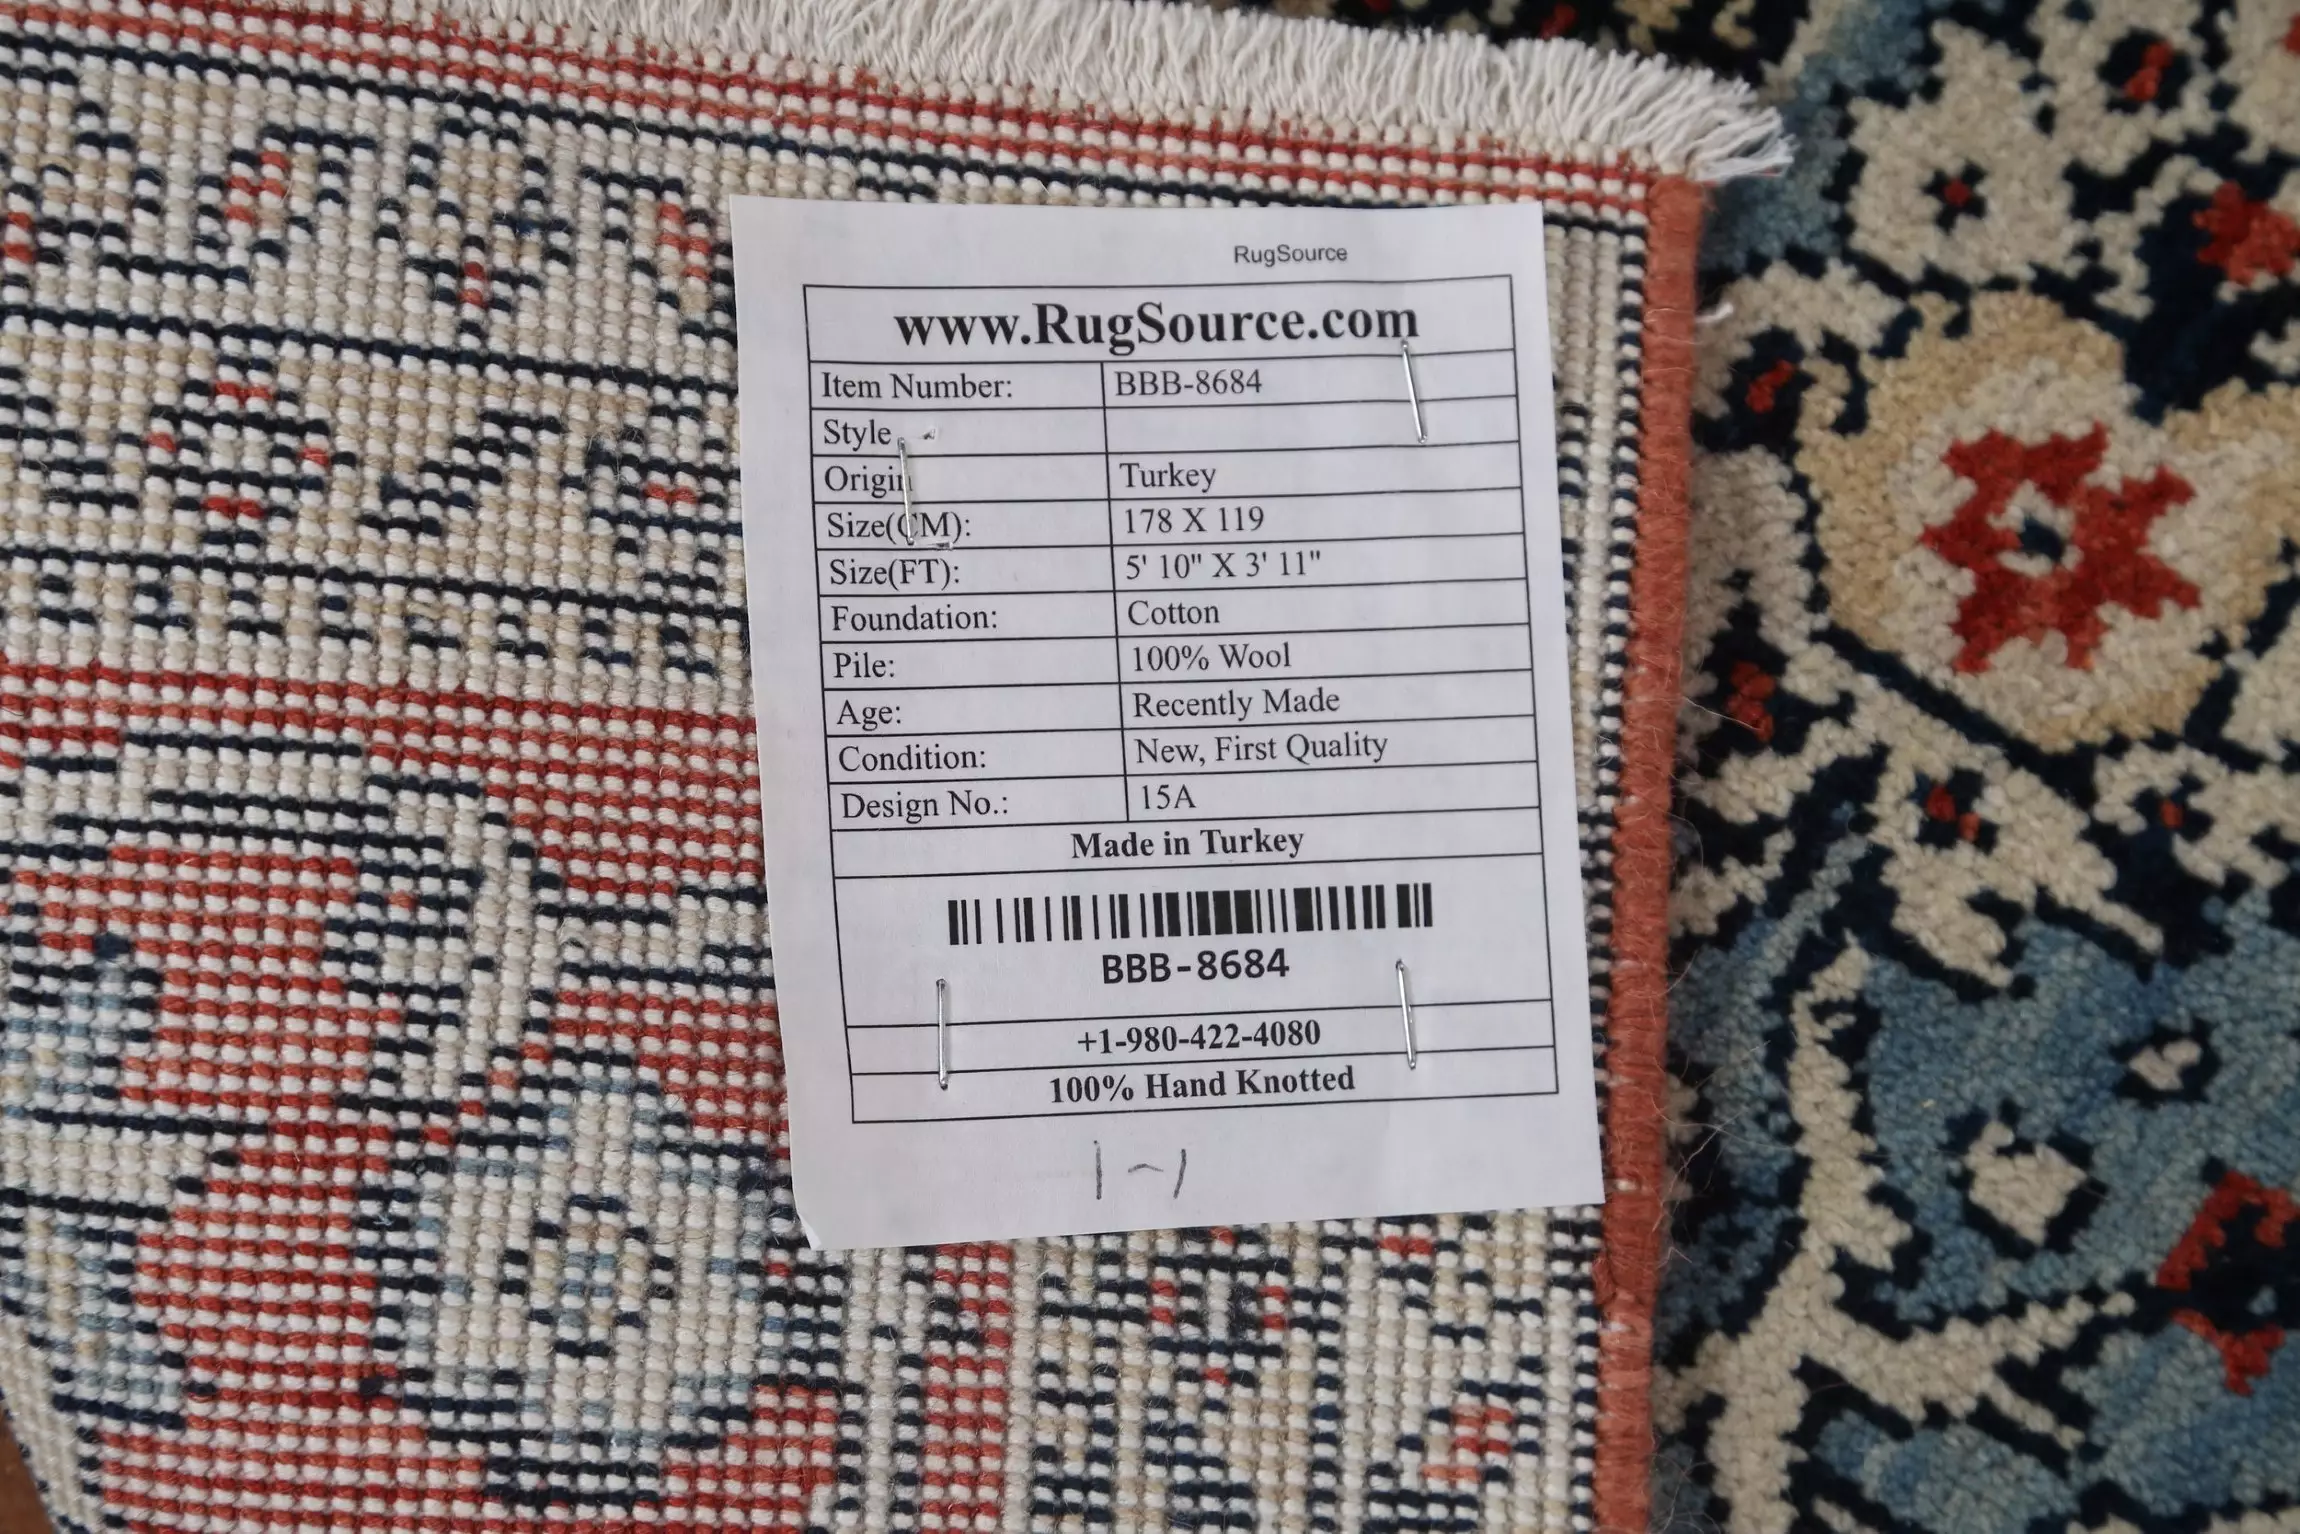 RugSource
www.RugSource.com
Item Number: BBB-8684
Style
Origin Turkey
Size(CM): 178 X 119
Size(FT): 5' 10" X 3' 11"
Foundation: Cotton
Pile: 100% Wool
Age: Recently Made
Condition: New, First Quality
Design No.: 15A
Made in Turkey
BBB-8684
+1-980-422-4080
100% Hand Knotted
1~1